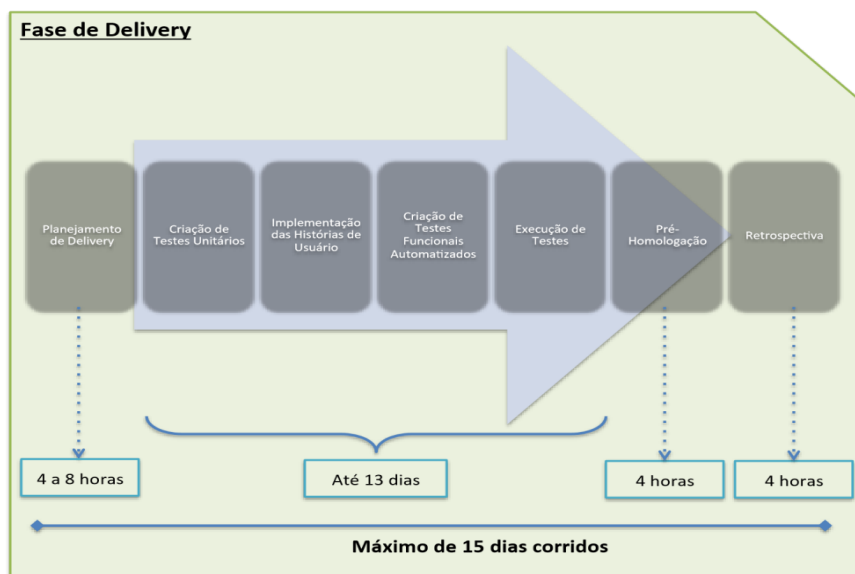 Fase de Delivery
Planejamento
de Delivery
Criação de
Testes Unitários
Implementação
das Histórias de
Usuário
Criação de
Testes
Funcionais
Automatizados
Execução de
Testes
Pré-
Homologação
Retrospectiva
4 a 8 horas
Até 13 dias
4 horas
4 horas
Máximo de 15 dias corridos